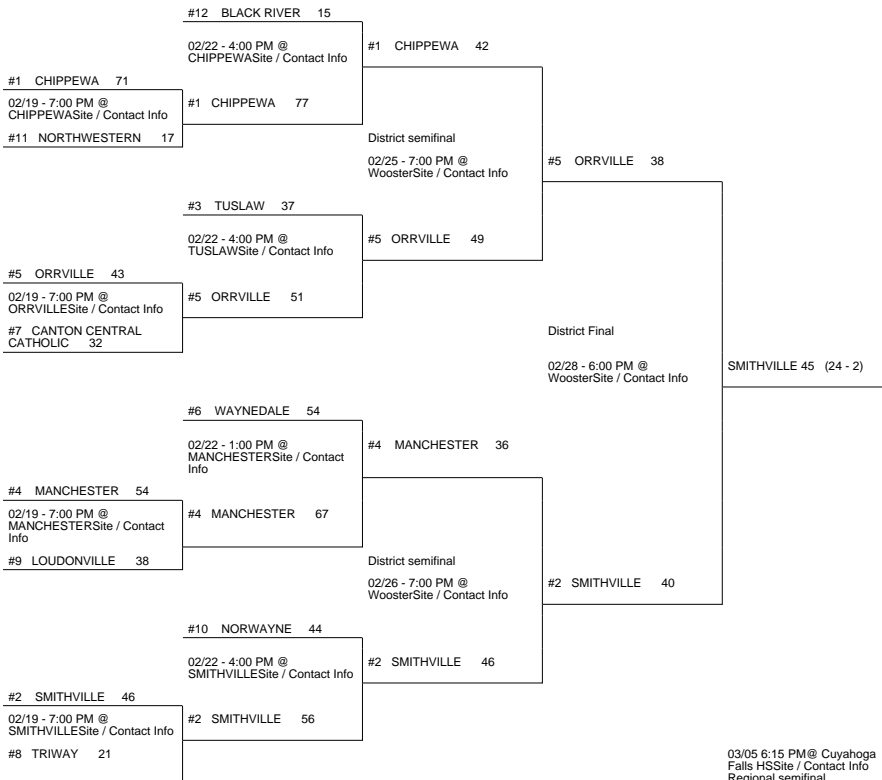 #12 BLACK RIVER 15
02/22 - 4:00 PM @
CHIPPEWASite / Contact Info
#1 CHIPPEWA 42
#1 CHIPPEWA 71
02/19 - 7:00 PM @
CHIPPEWASite / Contact Info
#1 CHIPPEWA 77
#11 NORTHWESTERN 17
District semifinal
02/25 - 7:00 PM @
WoosterSite / Contact Info
#5 ORRVILLE 38
#3 TUSLAW 37
02/22 - 4:00 PM @
TUSLAWSite / Contact Info
#5 ORRVILLE 49
#5 ORRVILLE 43
02/19 - 7:00 PM @
ORRVILLESite / Contact Info
#5 ORRVILLE 51
#7 CANTON CENTRAL
CATHOLIC 32
District Final
02/28 - 6:00 PM @
WoosterSite / Contact Info
SMITHVILLE 45 (24 - 2)
#6 WAYNEDALE 54
02/22 - 1:00 PM @
MANCHESTERSite / Contact
Info
#4 MANCHESTER 36
#4 MANCHESTER 54
02/19 - 7:00 PM @
MANCHESTERSite / Contact
Info
#4 MANCHESTER 67
#9 LOUDONVILLE 38
District semifinal
02/26 - 7:00 PM @
WoosterSite / Contact Info
#2 SMITHVILLE 40
#10 NORWAYNE 44
02/22 - 4:00 PM @
SMITHVILLESite / Contact Info
#2 SMITHVILLE 46
#2 SMITHVILLE 46
02/19 - 7:00 PM @
SMITHVILLESite / Contact Info
#2 SMITHVILLE 56
#8 TRIWAY 21
03/05 6:15 PM@ Cuyahoga
Falls HSSite / Contact Info
Regional semifinal